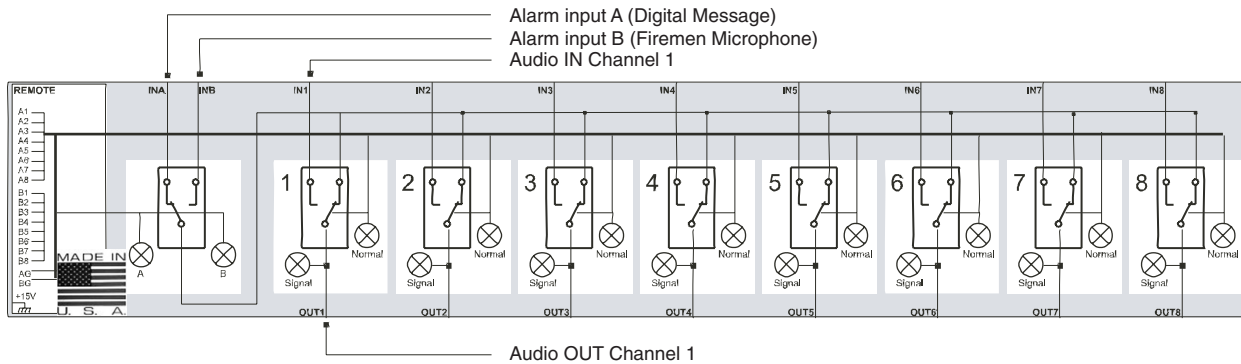 Alarm input A (Digital Message)
Alarm input B (Firemen Microphone)
Audio IN Channel 1
REMOTE INA INB IN1 IN2 IN3 IN4 IN5 IN6 IN7 IN8
A1
A2
A3
A4
A5
A6
A7
A8
B1
B2
B3
B4
B5
B6
B7
B8
AG
BG
+15V
MADE IN
U. S. A.
A
B
1
Normal
Signal
2
Normal
Signal
3
Normal
Signal
4
Normal
Signal
5
Normal
Signal
6
Normal
Signal
7
Normal
Signal
8
Normal
Signal
OUT1 OUT2 OUT3 OUT4 OUT5 OUT6 OUT7 OUT8
Audio OUT Channel 1